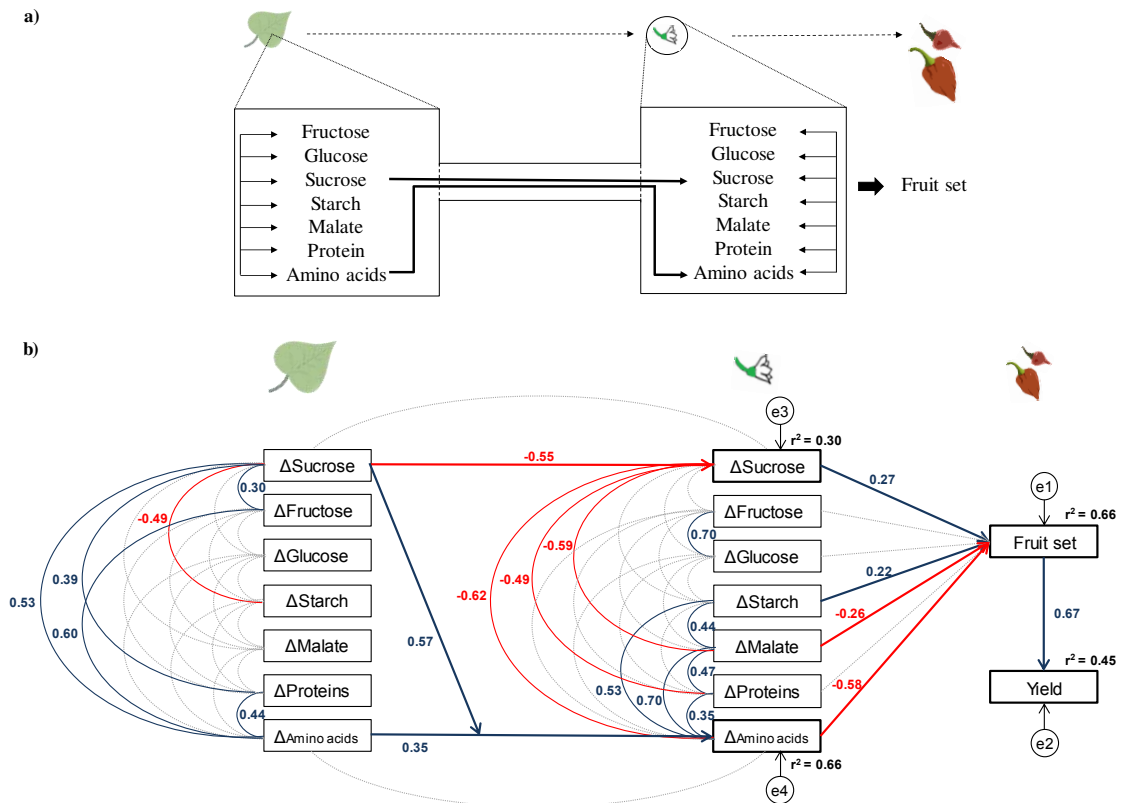 a)
Fructose
Glucose
Sucrose
Starch
Malate
Protein
Amino acids
Fructose
Glucose
Sucrose
Starch
Malate
Protein
Amino acids
Fruit set
b)
ΔSucrose
ΔFructose
ΔGlucose
ΔStarch
ΔMalate
ΔProteins
ΔAmino acids
0.30
-0.49
0.39
0.53
0.60
0.44
-0.55
0.57
0.35
e3
r² = 0.30
ΔSucrose
ΔFructose
ΔGlucose
ΔStarch
ΔMalate
ΔProteins
ΔAmino acids
0.70
-0.59
-0.49
-0.62
0.44
0.47
0.53
0.70
0.35
r² = 0.66
e4
0.27
0.22
-0.26
-0.58
e1
r² = 0.66
Fruit set
0.67
r² = 0.45
Yield
e2